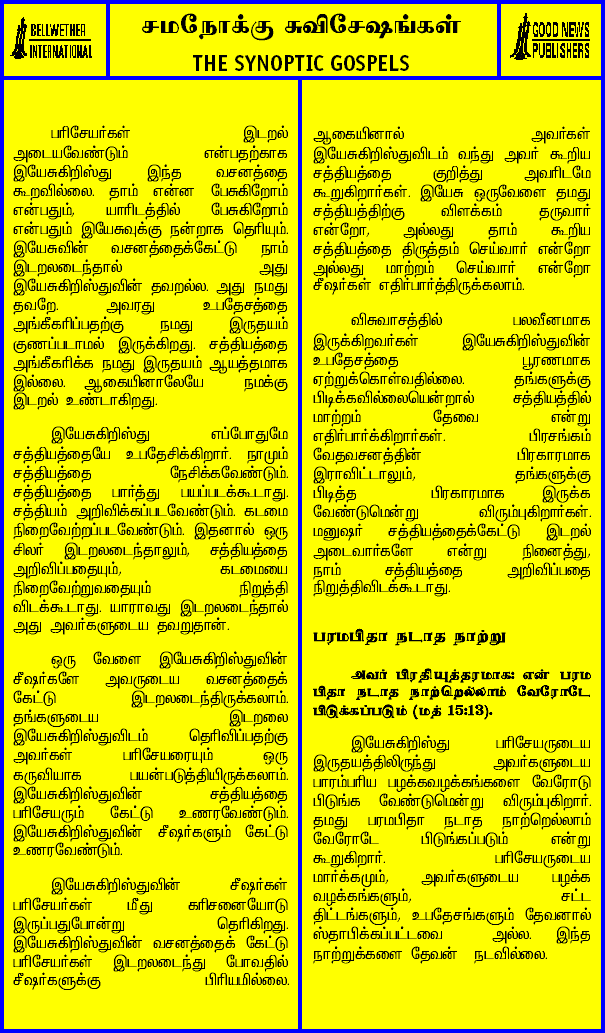 BELLWETHER
INTERNATIONAL
சமநோக்கு சுவிசேஷங்கள்
THE SYNOPTIC GOSPELS
GOOD NEWS
PUBLISHERS
பரிசேயர்கள் இடறல்
அடையவேண்டும் என்பதற்காக
இயேசுகிறிஸ்து இந்த வசனத்தை
கூறவில்லை. தாம் என்ன பேசுகிறோம்
என்பதும், யாரிடத்தில் பேசுகிறோம்
என்பதும் இயேசுவுக்கு நன்றாக தெரியும்.
இயேசுவின் வசனத்தைக்கேட்டு நாம்
இடறலடைந்தால் அது
இயேசுகிறிஸ்துவின் தவறல்ல. அது நமது
தவறே. அவரது உபதேசத்தை
அங்கீகரிப்பதற்கு நமது இருதயம்
குணப்படாமல் இருக்கிறது. சத்தியத்தை
அங்கீகரிக்க நமது இருதயம் ஆயத்தமாக
இல்லை. ஆகையினாலேயே நமக்கு
இடறல் உண்டாகிறது.
இயேசுகிறிஸ்து எப்போதுமே
சத்தியத்தையே உபதேசிக்கிறார். நாமும்
சத்தியத்தை நேசிக்கவேண்டும்.
சத்தியத்தை பார்த்து பயப்படக்கூடாது.
சத்தியம் அறிவிக்கப்படவேண்டும். கடமை
நிறைவேற்றப்படவேண்டும். இதனால் ஒரு
சிலர் இடறலடைந்தாலும், சத்தியத்தை
அறிவிப்பதையும், கடமையை
நிறைவேற்றுவதையும் நிறுத்தி
விடக்கூடாது. யாராவது இடறலடைந்தால்
அது அவர்களுடைய தவறுதான்.
ஒரு வேளை இயேசுகிறிஸ்துவின்
சீஷர்களே அவருடைய வசனத்தைக்
கேட்டு இடறலடைந்திருக்கலாம்.
தங்களுடைய இடறலை
இயேசுகிறிஸ்துவிடம் தெரிவிப்பதற்கு
அவர்கள் பரிசேயரையும் ஒரு
கருவியாக பயன்படுத்தியிருக்கலாம்.
இயேசுகிறிஸ்துவின் சத்தியத்தை
பரிசேயரும் கேட்டு உணரவேண்டும்.
இயேசுகிறிஸ்துவின் சீஷர்களும் கேட்டு
உணரவேண்டும்.
இயேசுகிறிஸ்துவின் சீஷர்கள்
பரிசேயர்கள் மீது கரிசனையோடு
இருப்பதுபோன்று தெரிகிறது.
இயேசுகிறிஸ்துவின் வசனத்தைக் கேட்டு
பரிசேயர்கள் இடறலடைந்து போவதில்
சீஷர்களுக்கு பிரியமில்லை.
ஆகையினால் அவர்கள்
இயேசுகிறிஸ்துவிடம் வந்து அவர் கூறிய
சத்தியத்தை குறித்து அவரிடமே
கூறுகிறார்கள். இயேசு ஒருவேளை தமது
சத்தியத்திற்கு விளக்கம் தருவார்
என்றோ, அல்லது தாம் கூறிய
சத்தியத்தை திருத்தம் செய்வார் என்றோ
அல்லது மாற்றம் செய்வார் என்றோ
சீஷர்கள் எதிர்பார்த்திருக்கலாம்.
விசுவாசத்தில் பலவீனமாக
இருக்கிறவர்கள் இயேசுகிறிஸ்துவின்
உபதேசத்தை பூரணமாக
ஏற்றுக்கொள்வதில்லை. தங்களுக்கு
பிடிக்கவில்லையென்றால் சத்தியத்தில்
மாற்றம் தேவை என்று
எதிர்பார்க்கிறார்கள். பிரசங்கம்
வேதவசனத்தின் பிரகாரமாக
இராவிட்டாலும், தங்களுக்கு
பிடித்த பிரகாரமாக இருக்க
வேண்டுமென்று விரும்புகிறார்கள்.
மனுஷர் சத்தியத்தைக்கேட்டு இடறல்
அடைவார்களே என்று நினைத்து,
நாம் சத்தியத்தை அறிவிப்பதை
நிறுத்திவிடக்கூடாது.
பரமபிதா நடாத நாற்று
அவர் பிரதியுத்தரமாக: என் பரம
பிதா நடாத நாற்றெல்லாம் வேரோடே
பிடுங்கப்படும் (மத் 15:13).
இயேசுகிறிஸ்து பரிசேயருடைய
இருதயத்திலிருந்து அவர்களுடைய
பாரம்பரிய பழக்கவழக்கங்களை வேரோடு
பிடுங்க வேண்டுமென்று விரும்புகிறார்.
தமது பரமபிதா நடாத நாற்றெல்லாம்
வேரோடே பிடுங்கப்படும் என்று
கூறுகிறார். பரிசேயருடைய
மார்க்கமும், அவர்களுடைய பழக்க
வழக்கங்களும், சட்ட
திட்டங்களும், உபதேசங்களும் தேவனால்
ஸ்தாபிக்கப்பட்டவை அல்ல. இந்த
நாற்றுக்களை தேவன் நடவில்லை.